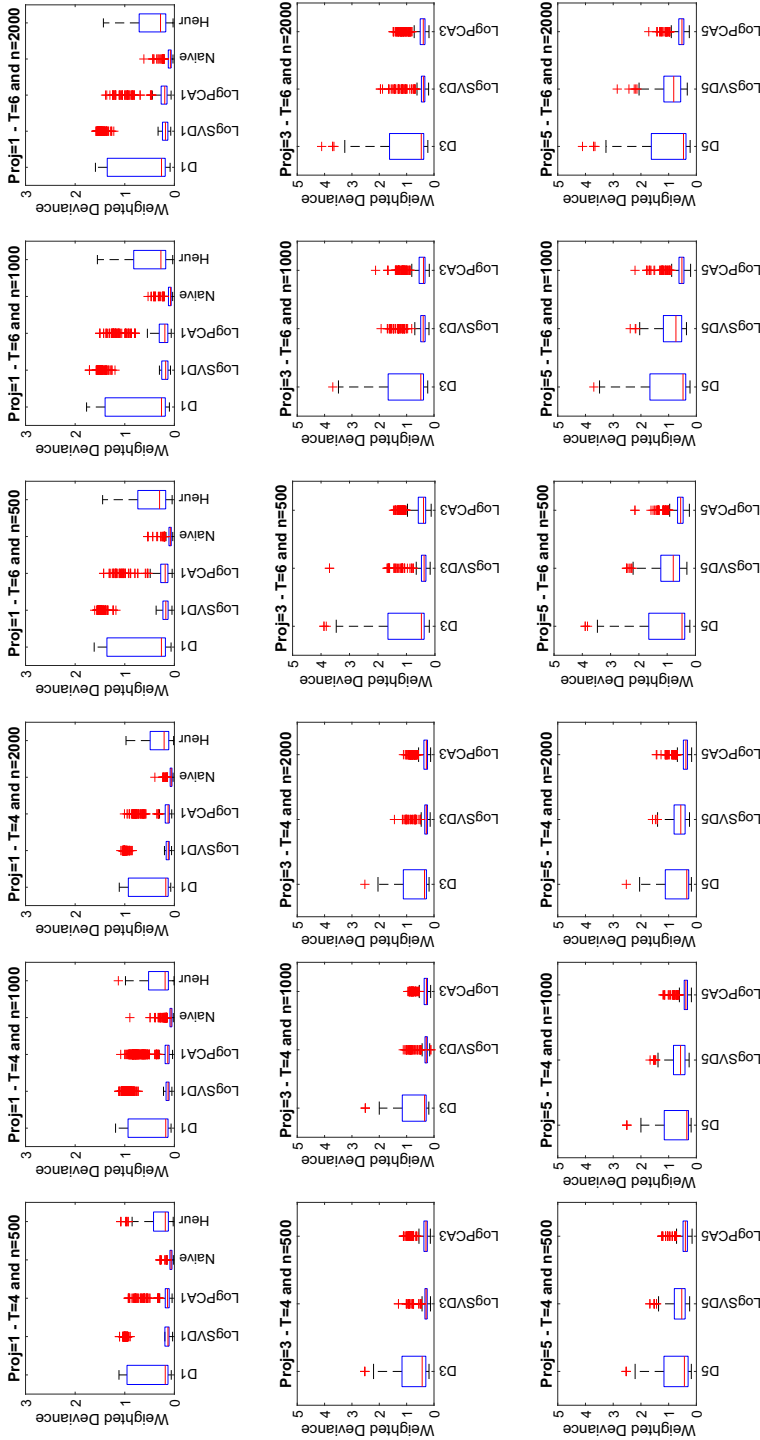 Proj=1 - T=4 and n=500
3
2
1
0
Weighted Deviance
D1
LogSVD1
LogPCA1
Naive
Heur
Proj=1 - T=4 and n=1000
3
2
1
0
Weighted Deviance
D1
LogSVD1
LogPCA1
Naive
Heur
Proj=1 - T=4 and n=2000
3
2
1
0
Weighted Deviance
D1
LogSVD1
LogPCA1
Naive
Heur
Proj=1 - T=6 and n=500
3
2
1
0
Weighted Deviance
D1
LogSVD1
LogPCA1
Naive
Heur
Proj=1 - T=6 and n=1000
3
2
1
0
Weighted Deviance
D1
LogSVD1
LogPCA1
Naive
Heur
Proj=1 - T=6 and n=2000
3
2
1
0
Weighted Deviance
D1
LogSVD1
LogPCA1
Naive
Heur
Proj=3 - T=4 and n=500
5
4
3
2
1
0
Weighted Deviance
D3
LogSVD3
LogPCA3
Proj=3 - T=4 and n=1000
5
4
3
2
1
0
Weighted Deviance
D3
LogSVD3
LogPCA3
Proj=3 - T=4 and n=2000
5
4
3
2
1
0
Weighted Deviance
D3
LogSVD3
LogPCA3
Proj=3 - T=6 and n=500
5
4
3
2
1
0
Weighted Deviance
D3
LogSVD3
LogPCA3
Proj=3 - T=6 and n=1000
5
4
3
2
1
0
Weighted Deviance
D3
LogSVD3
LogPCA3
Proj=3 - T=6 and n=2000
5
4
3
2
1
0
Weighted Deviance
D3
LogSVD3
LogPCA3
Proj=5 - T=4 and n=500
5
4
3
2
1
0
Weighted Deviance
D5
LogSVD5
LogPCA5
Proj=5 - T=4 and n=1000
5
4
3
2
1
0
Weighted Deviance
D5
LogSVD5
LogPCA5
Proj=5 - T=4 and n=2000
5
4
3
2
1
0
Weighted Deviance
D5
LogSVD5
LogPCA5
Proj=5 - T=6 and n=500
5
4
3
2
1
0
Weighted Deviance
D5
LogSVD5
LogPCA5
Proj=5 - T=6 and n=1000
5
4
3
2
1
0
Weighted Deviance
D5
LogSVD5
LogPCA5
Proj=5 - T=6 and n=2000
5
4
3
2
1
0
Weighted Deviance
D5
LogSVD5
LogPCA5